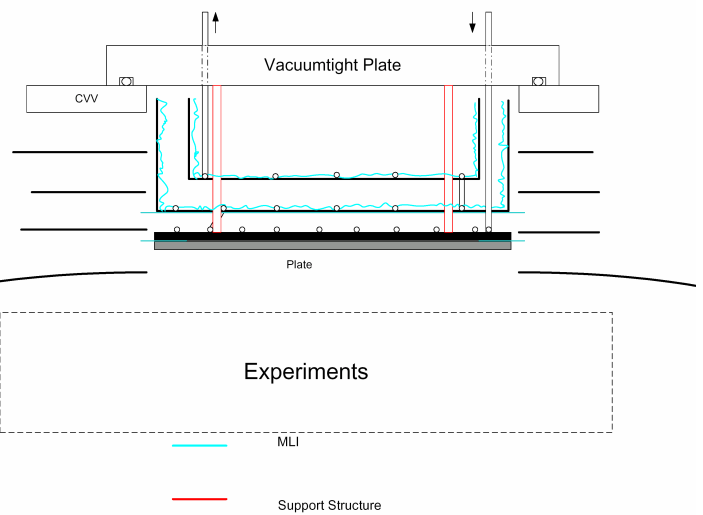 Vacuumtight Plate
CVV
Plate
Experiments
MLI
Support Structure